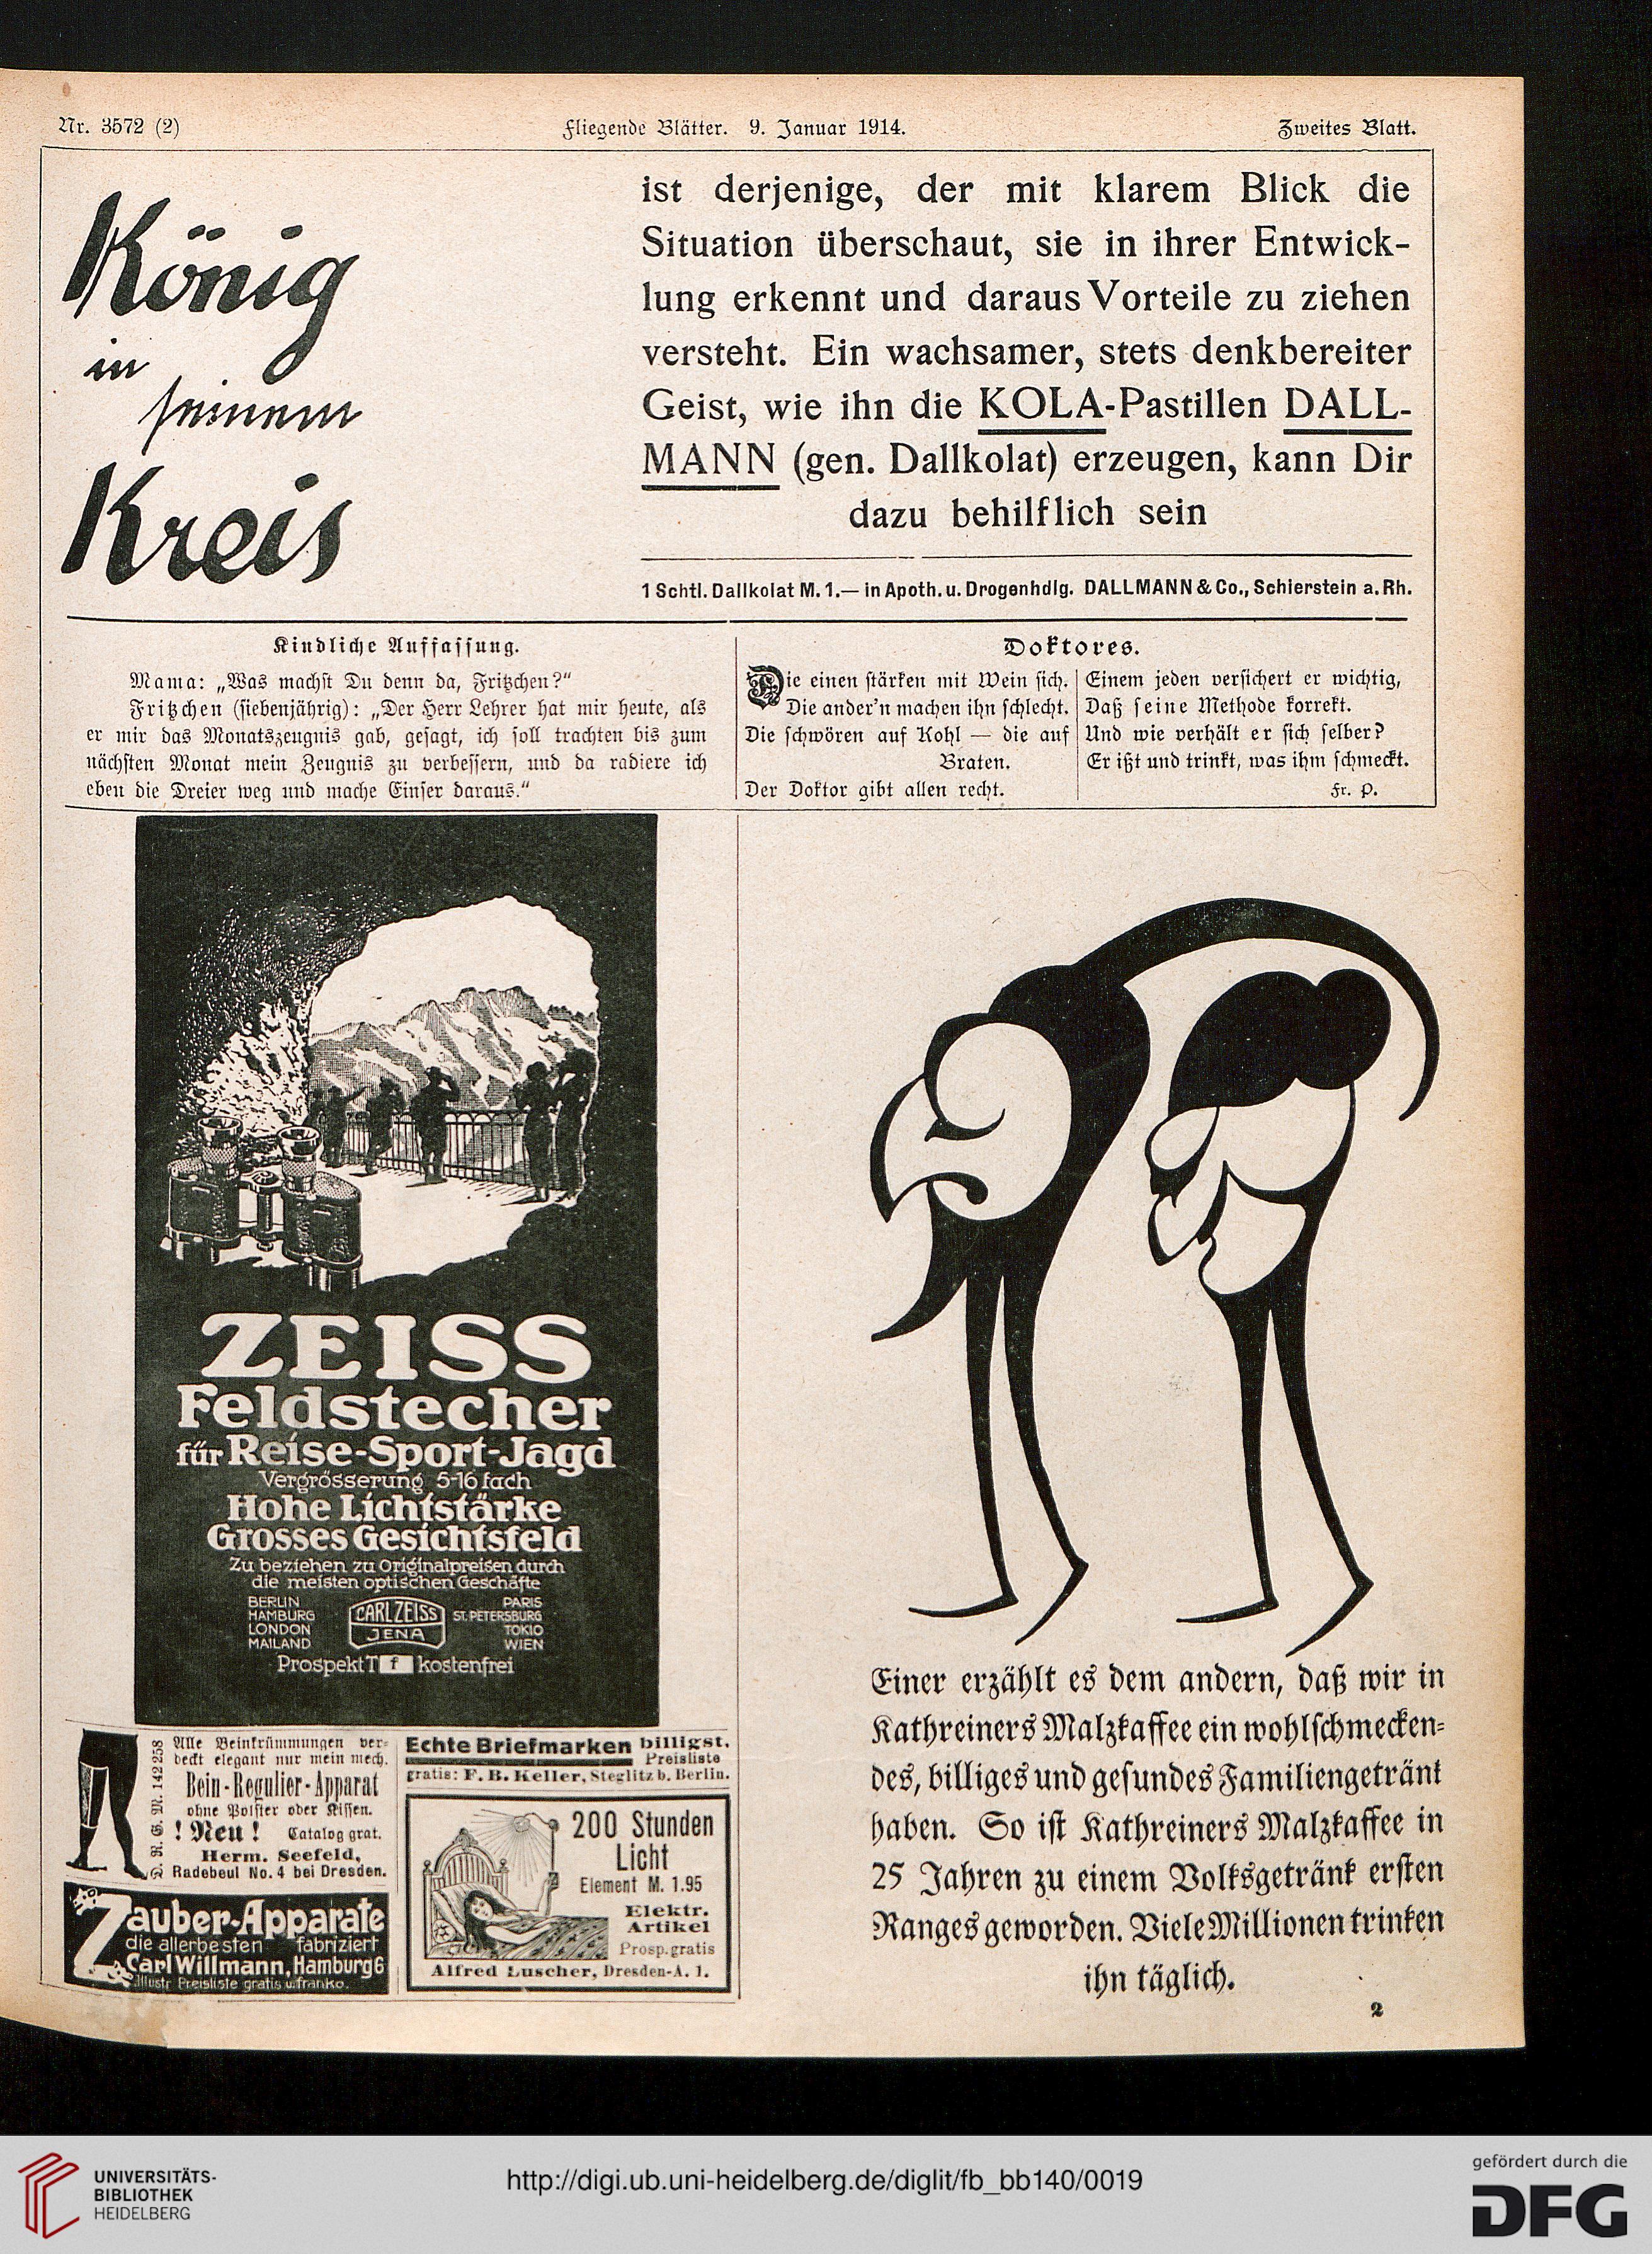 Nr. 3572 (2)
Fliegende Blätter. 9. Januar 1914.
Zweites Blatt.
König
in
seinem
Kreis
ist derjenige, der mit klarem Blick die
Situation überschaut, sie in ihrer Entwick-
lung erkennt und daraus Vorteile zu ziehen
versteht. Ein wachsamer, stets denkbereiter
Geist, wie ihn die KOLA-Pastillen DALL-
MANN (gen. Dallkolat) erzeugen, kann Dir
dazu behilflich sein
1 Schtl. Dallkolat M. 1.— in Apoth. u. Drogenhdlg. DALLMANN & Co., Schierstein a. Rh.
Kindliche Auffassung.
Mama: „Was machst Du denn da, Fritzchen?“
Fritzchen (siebenjährig): „Der Herr Lehrer hat mir heute, als
er mir das Monatszeugnis gab, gesagt, ich soll trachten bis zum
nächsten Monat mein Zeugnis zu verbessern, und da radiere ich
eben die Dreier weg und mache Einser daraus.“
Doktores.
Die einen stärken mit Wein sich.
Die ander'n machen ihn schlecht.
Die schwören auf Kohl — die auf
Braten.
Der Doktor gibt allen recht.
Einem jeden versichert er wichtig,
Daß seine Methode korrekt.
Und wie verhält er sich selber?
Er ißt und trinkt, was ihm schmeckt.
Fr. P.
ZEISS
Feldstecher
für Reise-Sport-Jagd
Vergrösserung 5-16 fach
Hohe Lichtstärke
Grosses Gesichtsfeld
Zu beziehen zu Originalpreisen durch
die meisten optischen Geschäfte
BERLIN
HAMBURG
LONDON
MAILAND
CARL ZEISS
JENA
PARIS
ST. PETERSBURG
TOKIO
WIEN
Prospekt T f kostenfrei
D. R. G. M. 142258
Alle Beinkrümmungen ver-
deckt elegant nur mein mech.
Bein-Regulier-Apparat
ohne Polster oder Kissen.
! Neu ! Catalog grat.
Herm. Seefeld,
Radebeul No. 4 bei Dresden.
Zauber-Apparate
die allerbesten fabriziert
Carl Willmann, Hamburg 6
Illustr. Preisliste gratis u. franko.
Echte Briefmarken billigst.
Preisliste
gratis: F. B. Keller, Steglitz b. Berlin.
200 Stunden
Licht
Element M. 1.95
Elektr.
Artikel
Prosp. gratis
Alfred Luscher, Dresden-A. 1.
Einer erzählt es dem andern, daß wir in
Kathreiners Malzkaffee ein wohlschmecken-
des, billiges und gesundes Familiengetränk
haben. So ist Kathreiners Malzkaffee in
25 Jahren zu einem Volksgetränk ersten
Ranges geworden. Viele Millionen trinken
ihn täglich.
2
UNIVERSITÄTS-
BIBLIOTHEK
HEIDELBERG
http://digi.ub.uni-heidelberg.de/diglit/fb_bb140/0019
gefördert durch die
DFG